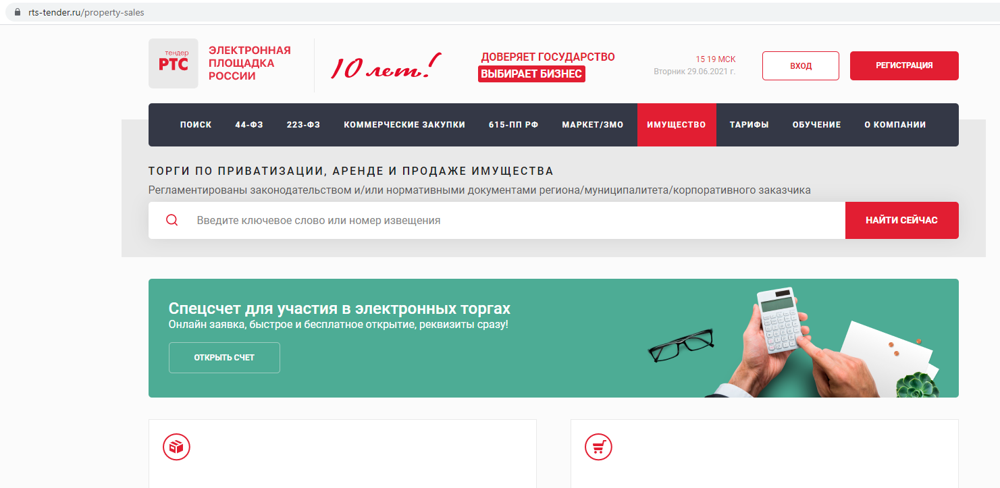 rts-tender.ru/property-sales
тендер
РТС
ЭЛЕКТРОННАЯ
ПЛОЩАДКА
РОССИИ
10 лет!
ДОВЕРЯЕТ ГОСУДАРСТВО
ВЫБИРАЕТ БИЗНЕС
15 19 МСК
Вторник 29.06.2021 г.
ВХОД
РЕГИСТРАЦИЯ
ПОИСК 44-ФЗ 223-ФЗ КОММЕРЧЕСКИЕ ЗАКУПКИ 615-ПП РФ МАРКЕТ/ЗМО ИМУЩЕСТВО ТАРИФЫ ОБУЧЕНИЕ О КОМПАНИИ
ТОРГИ ПО ПРИВАТИЗАЦИИ, АРЕНДЕ И ПРОДАЖЕ ИМУЩЕСТВА
Регламентированы законодательством и/или нормативными документами региона/муниципалитета/корпоративного заказчика
Введите ключевое слово или номер извещения
НАЙТИ СЕЙЧАС
Спецсчет для участия в электронных торгах
Онлайн заявка, быстрое и бесплатное открытие, реквизиты сразу!
ОТКРЫТЬ СЧЕТ